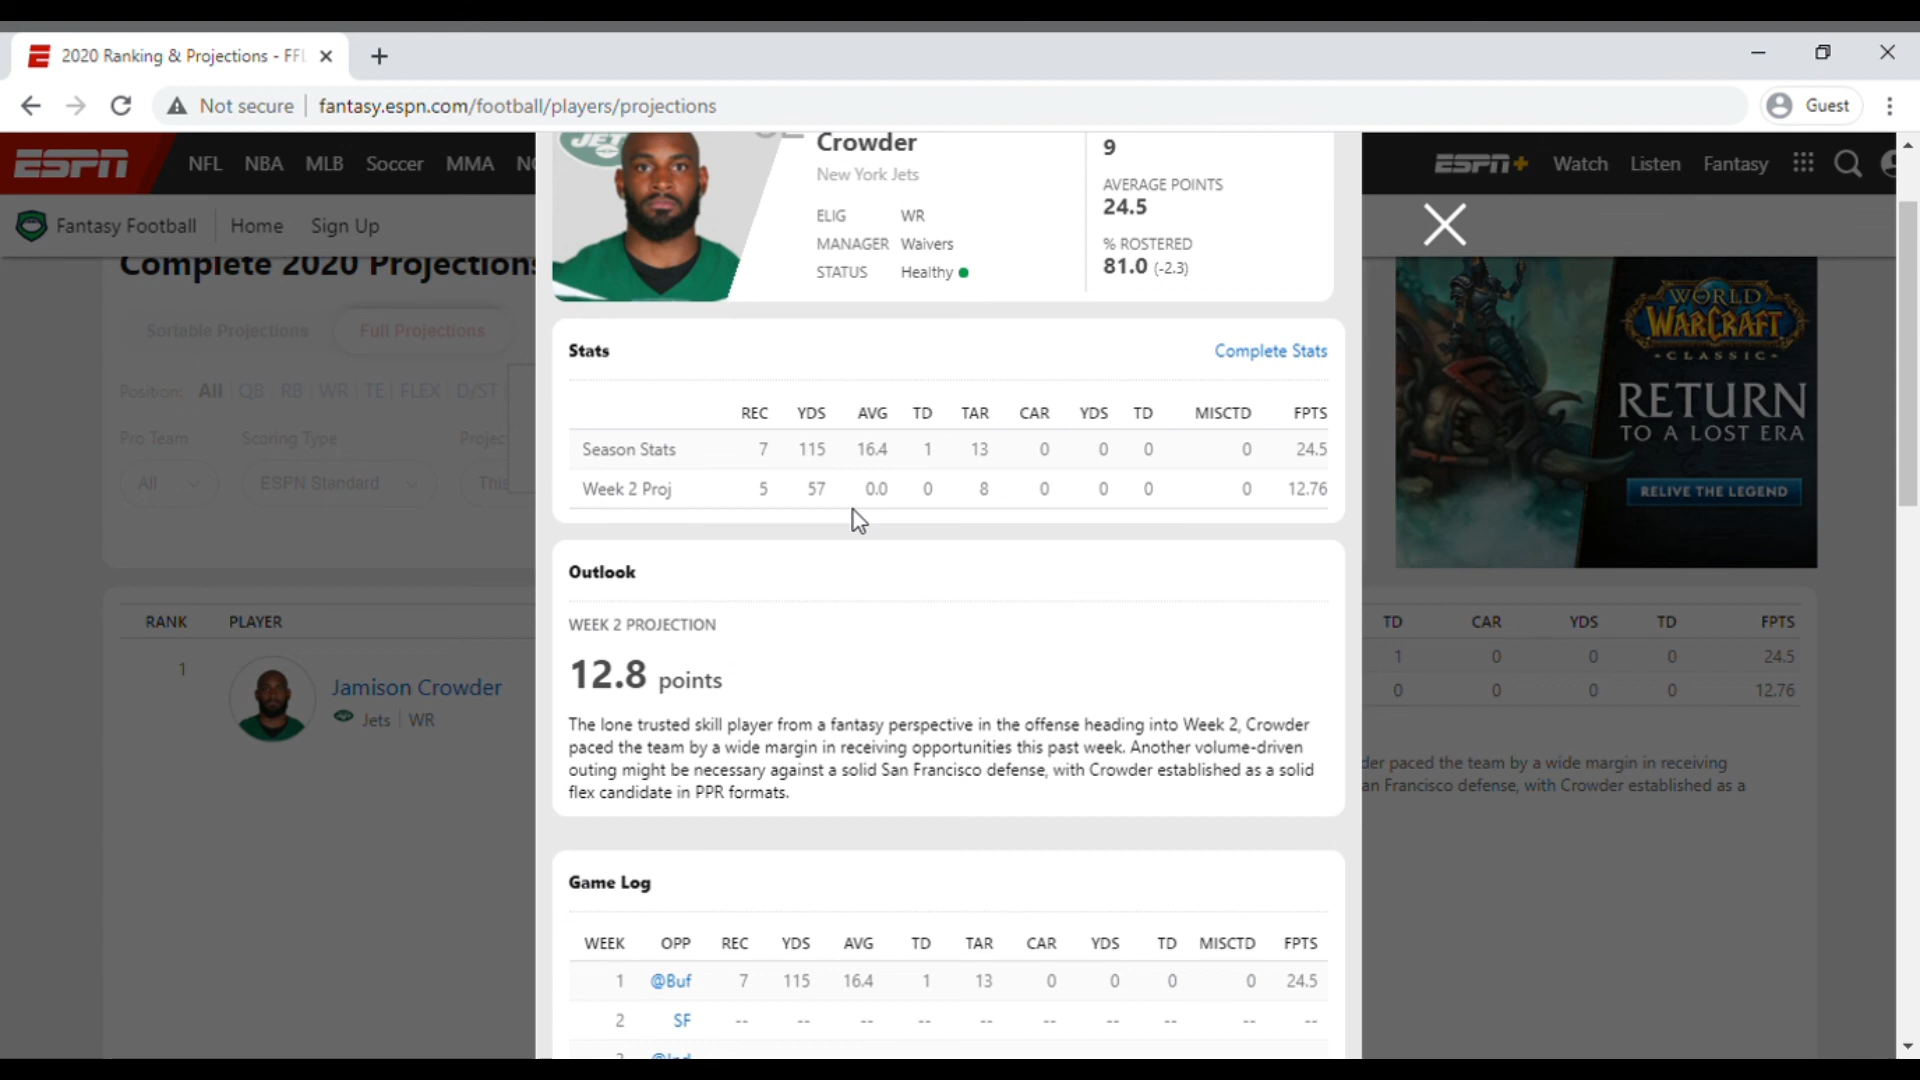 2020 Ranking & Projections - FFL
Not secure
fantasy.espn.com/football/players/projections
Guest
ESPN
NFL NBA MLB Soccer MMA
ESPN+ Watch Listen Fantasy
Fantasy Football Home Sign Up
JET
Crowder
New York Jets
ELIG WR
MANAGER Waivers
STATUS Healthy
9
AVERAGE POINTS
24.5
% ROSTERED
81.0 (-2.3)
Complete 2020 Projections
Sortable Projections Full Projections
Position: All QB RB WR TE FLEX D/ST
Pro Team Scoring Type Projec
All ESPN Standard This
WORLD
WARCRAFT
CLASSIC
RETURN
TO A LOST ERA
RELIVE THE LEGEND
Stats Complete Stats
REC YDS AVG TD TAR CAR YDS TD MISCTD FPTS
Season Stats 7 115 16.4 1 13 0 0 0 0 24.5
Week 2 Proj 5 57 0.0 0 8 0 0 0 0 12.76
Outlook
WEEK 2 PROJECTION
12.8 points
The lone trusted skill player from a fantasy perspective in the offense heading into Week 2, Crowder
paced the team by a wide margin in receiving opportunities this past week. Another volume-driven
outing might be necessary against a solid San Francisco defense, with Crowder established as a solid
flex candidate in PPR formats.
RANK PLAYER
1
Jamison Crowder
Jets WR
TD CAR YDS TD FPTS
1 0 0 0 24.5
0 0 0 0 12.76
der paced the team by a wide margin in receiving
an Francisco defense, with Crowder established as a
Game Log
WEEK OPP REC YDS AVG TD TAR CAR YDS TD MISCTD FPTS
1 @Buf 7 115 16.4 1 13 0 0 0 0 24.5
2 SF -- -- -- -- -- -- -- -- -- --